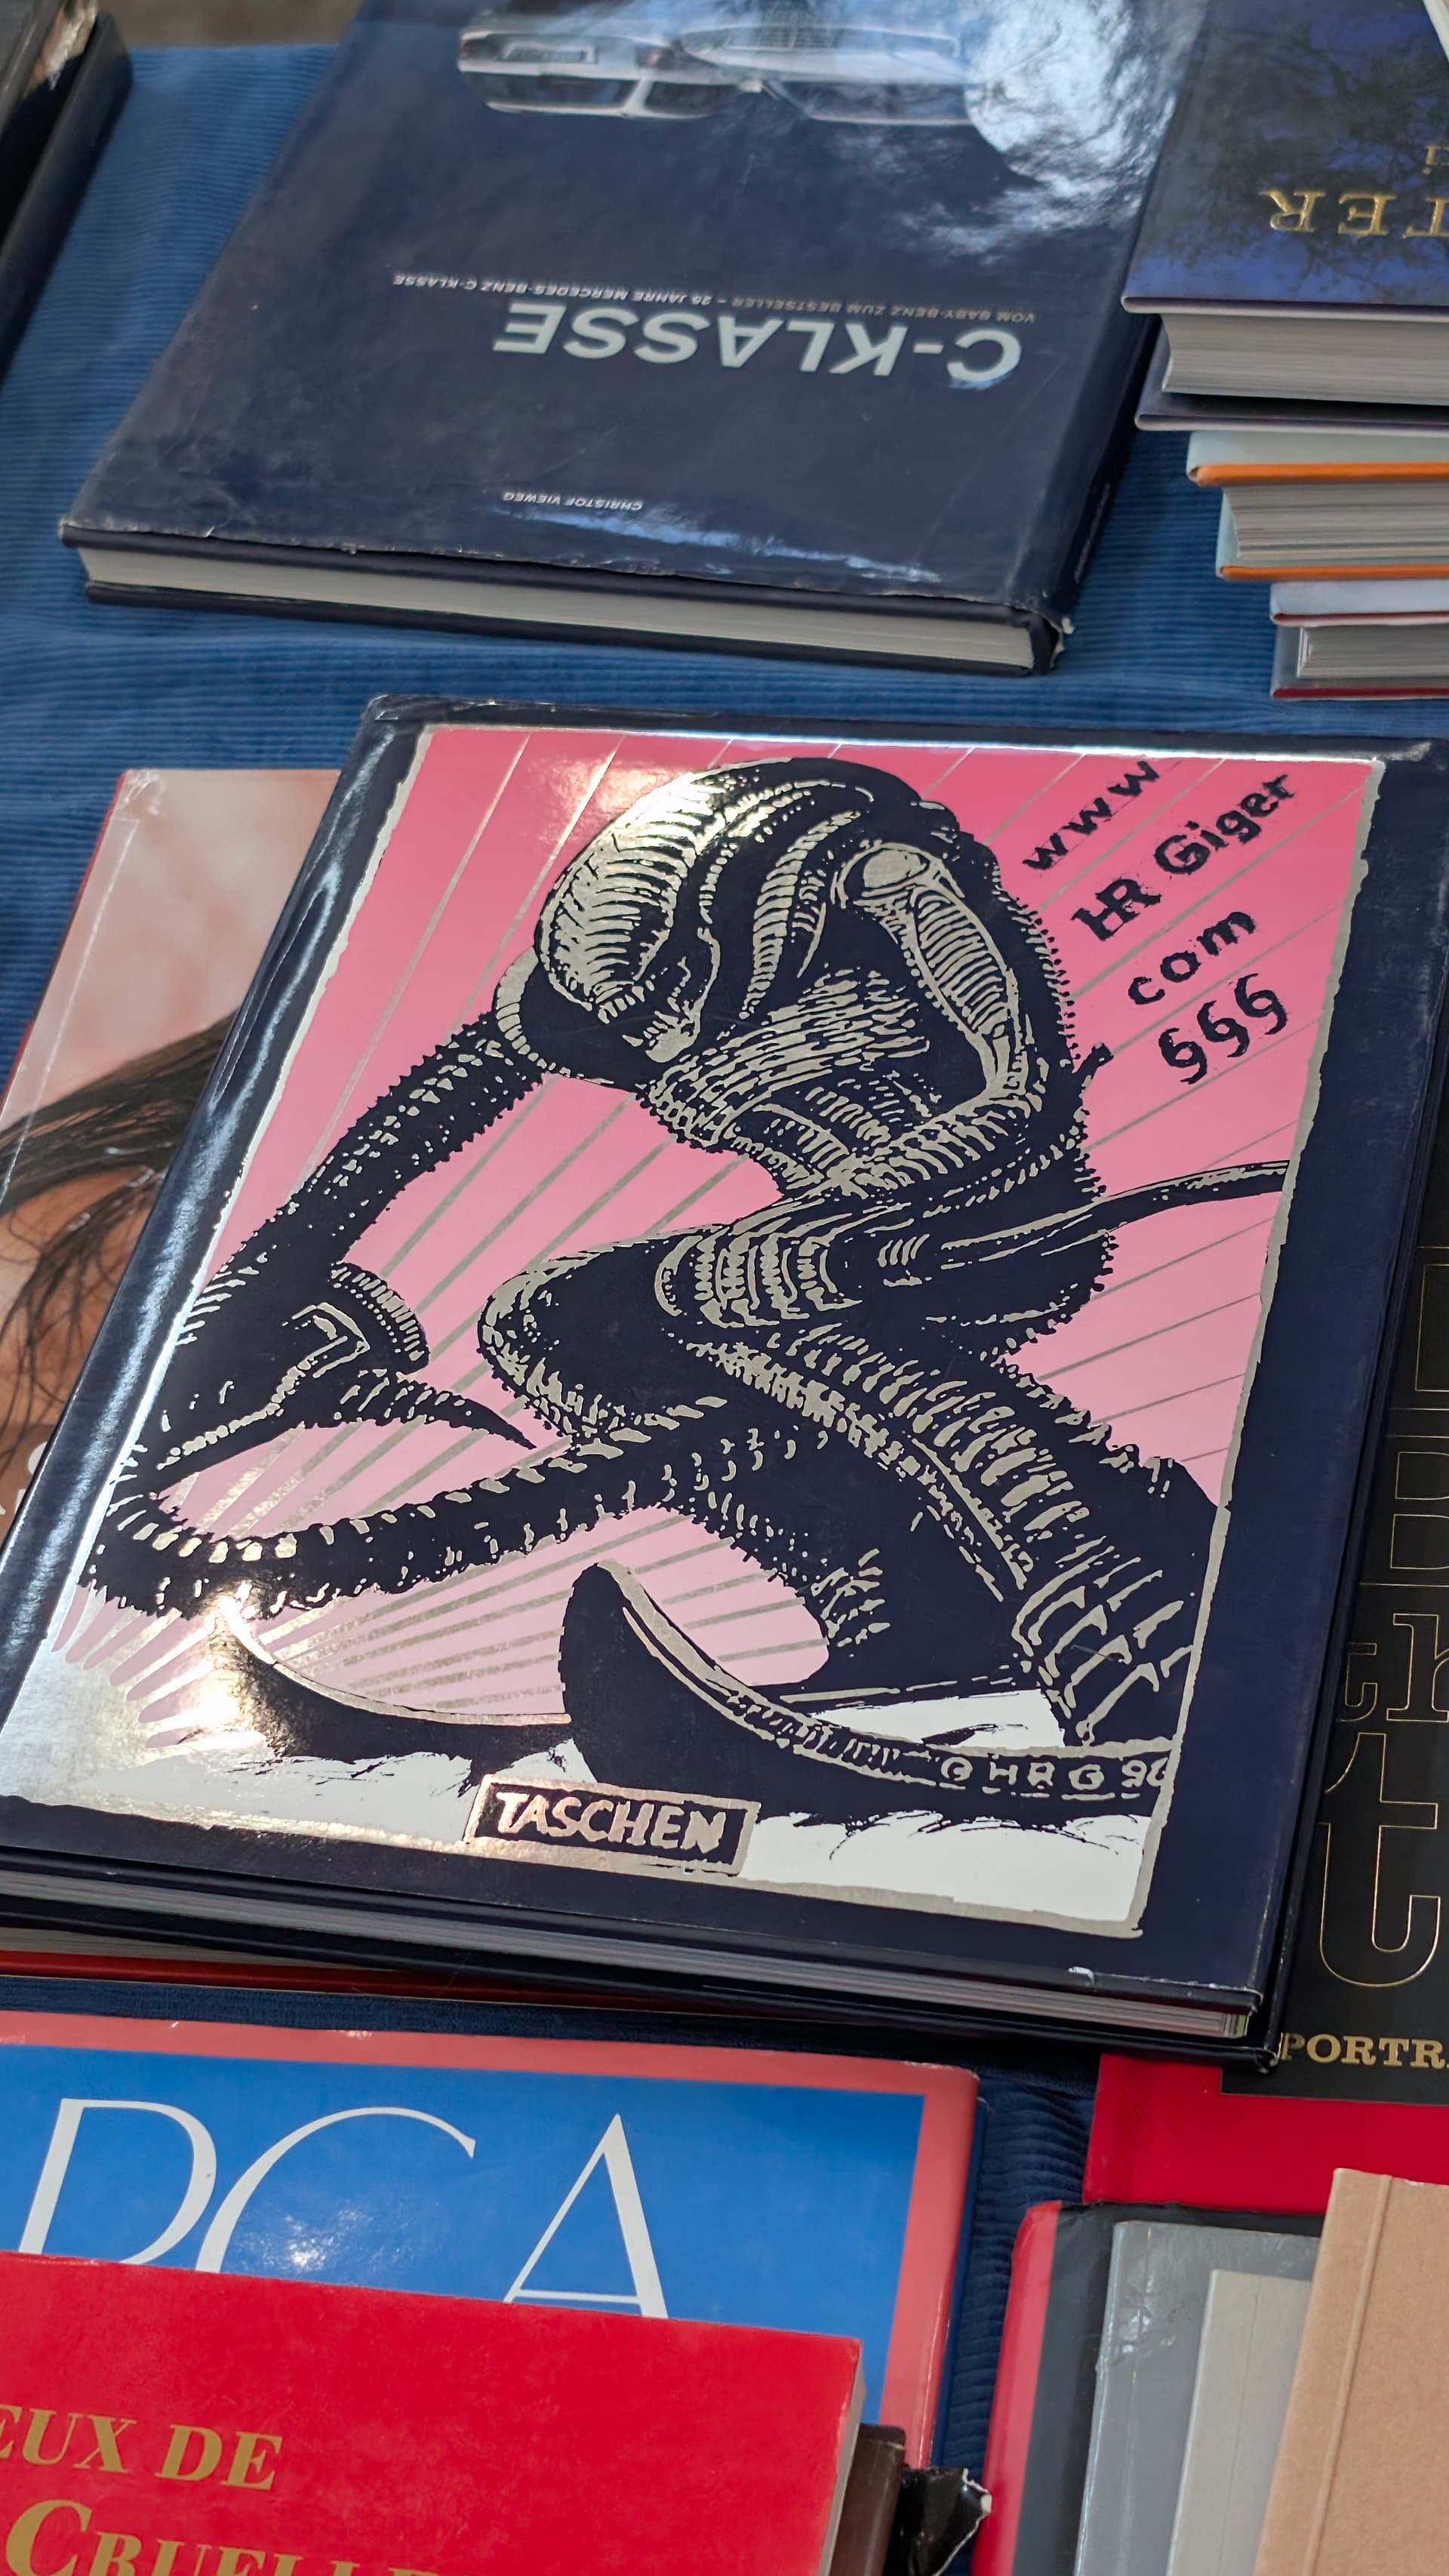 TER
C-KLASSE
VOM BABY-BENZ ZUM BESTSELLER – 25 JAHRE MERCEDES-BENZ C-KLASSE
CHRISTOF VIEWEG
www
HR Giger
com
666
© HRG 90
TASCHEN
PORTR
EUX DE
CRUELLE